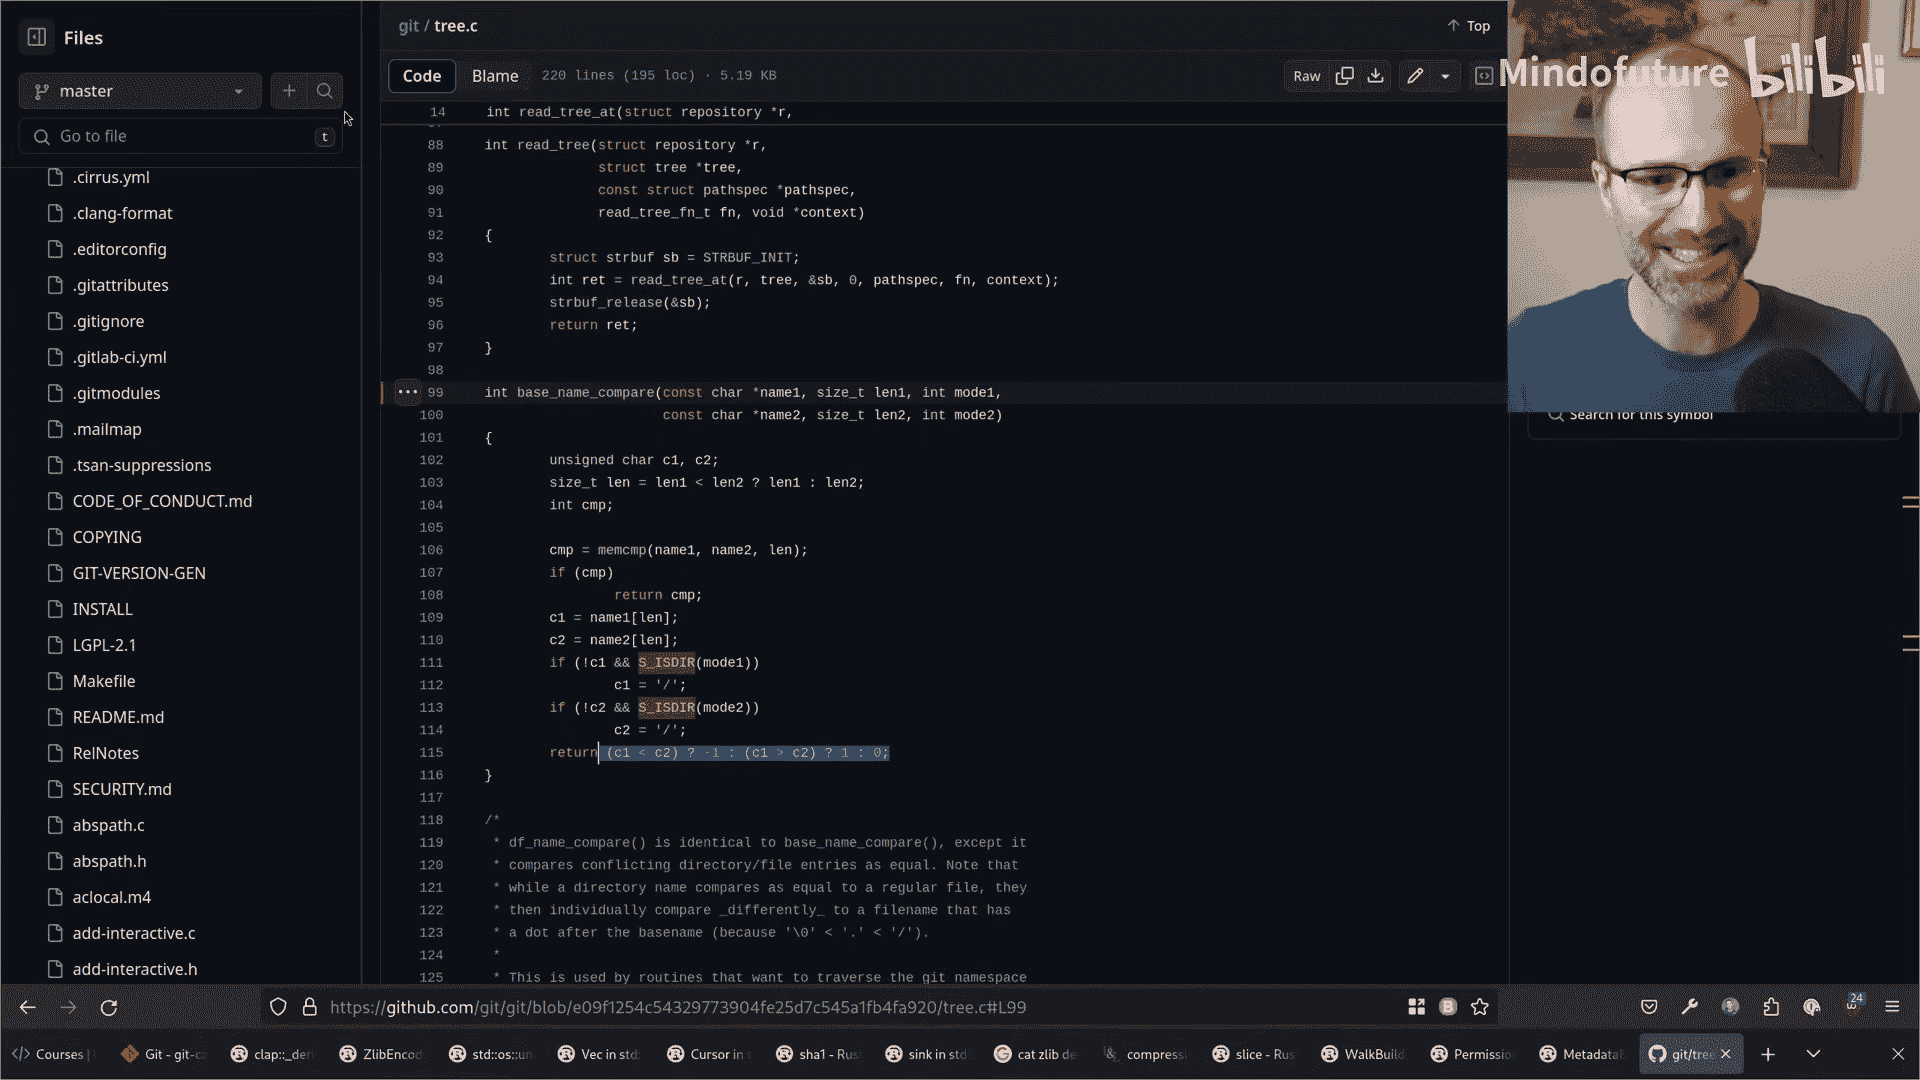 Files
master
Go to file
t
.cirrus.yml
.clang-format
.editorconfig
.gitattributes
.gitignore
.gitlab-ci.yml
.gitmodules
.mailmap
.tsan-suppressions
CODE_OF_CONDUCT.md
COPYING
GIT-VERSION-GEN
INSTALL
LGPL-2.1
Makefile
README.md
RelNotes
SECURITY.md
abspath.c
abspath.h
aclocal.m4
add-interactive.c
add-interactive.h
git / tree.c
Top
Code Blame 220 lines (195 loc) · 5.19 KB
Raw
Mindofuture bilibili
14 int read_tree_at(struct repository *r,
88 int read_tree(struct repository *r,
89 struct tree *tree,
90 const struct pathspec *pathspec,
91 read_tree_fn_t fn, void *context)
92 {
93 struct strbuf sb = STRBUF_INIT;
94 int ret = read_tree_at(r, tree, &sb, 0, pathspec, fn, context);
95 strbuf_release(&sb);
96 return ret;
97 }
98
99 int base_name_compare(const char *name1, size_t len1, int mode1,
100 const char *name2, size_t len2, int mode2)
101 {
102 unsigned char c1, c2;
103 size_t len = len1 < len2 ? len1 : len2;
104 int cmp;
105
106 cmp = memcmp(name1, name2, len);
107 if (cmp)
108 return cmp;
109 c1 = name1[len];
110 c2 = name2[len];
111 if (!c1 && S_ISDIR(mode1))
112 c1 = '/';
113 if (!c2 && S_ISDIR(mode2))
114 c2 = '/';
115 return (c1 < c2) ? -1 : (c1 > c2) ? 1 : 0;
116 }
117
118 /*
119 * df_name_compare() is identical to base_name_compare(), except it
120 * compares conflicting directory/file entries as equal. Note that
121 * while a directory name compares as equal to a regular file, they
122 * then individually compare _differently_ to a filename that has
123 * a dot after the basename (because '\0' < '.' < '/').
124 *
125 * This is used by routines that want to traverse the git namespace
Search for this symbol
https://github.com/git/git/blob/e09f1254c54329773904fe25d7c545a1fb4fa920/tree.c#L99
24
Courses | Git - git-ca clap::_der ZlibEncod std::os::un Vec in std: Cursor in s sha1 - Rus sink in std cat zlib de compress slice - Rus WalkBuild Permissio Metadata git/tree